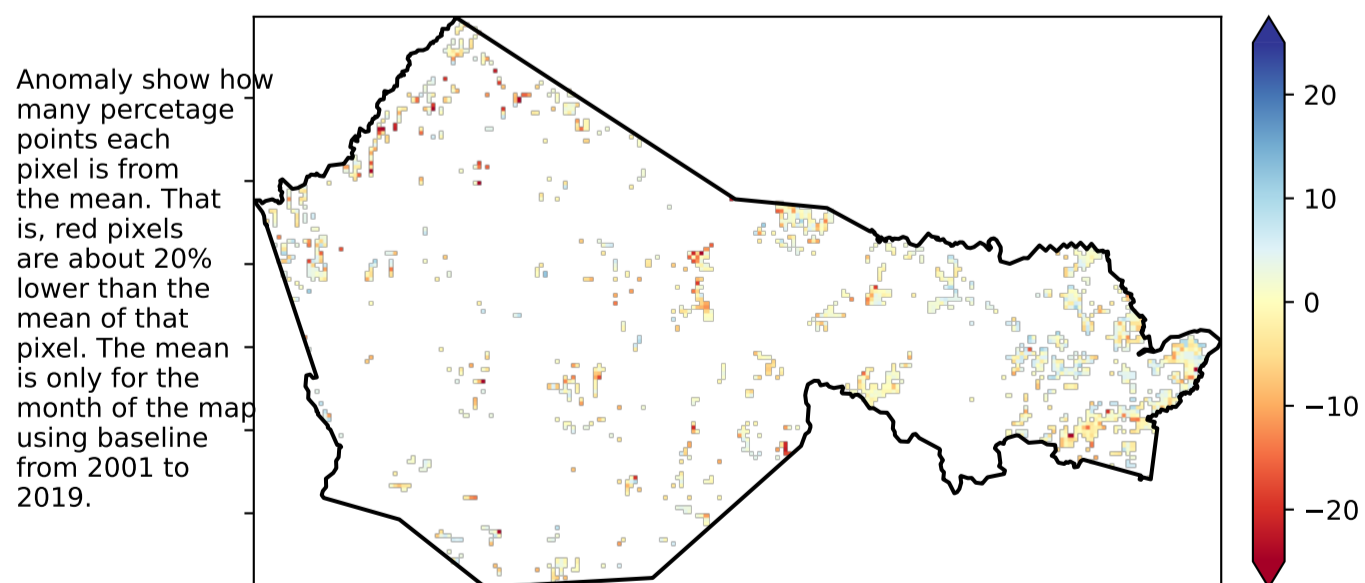 Anomaly show how
many percetage
points each
pixel is from
the mean. That
is, red pixels
are about 20%
lower than the
mean of that
pixel. The mean
is only for the
month of the map
using baseline
from 2001 to
2019.
20
10
0
−10
−20